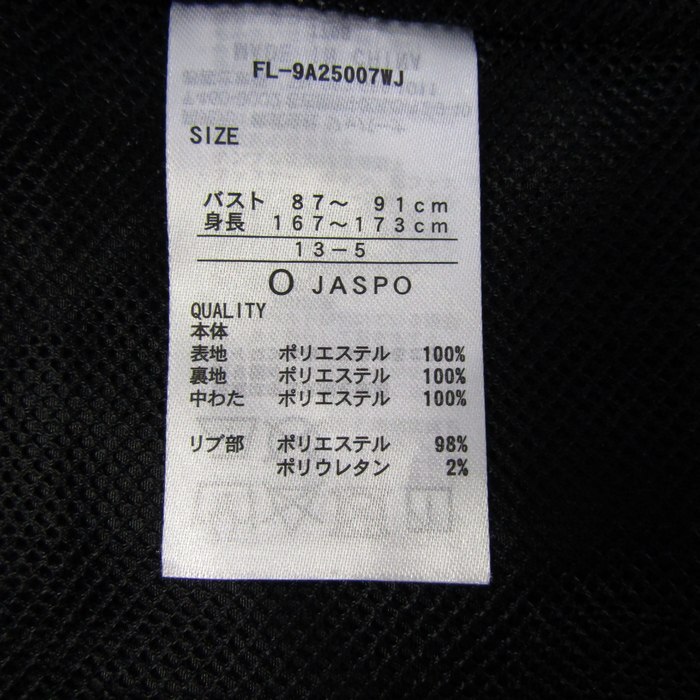 FL-9A25007WJ
SIZE
バスト 87～ 91cm
身長 167～173cm
13-5
O JASPO
QUALITY
本体
表地 ポリエステル 100%
裏地 ポリエステル 100%
中わた ポリエステル 100%
リブ部 ポリエステル 98%
ポリウレタン 2%